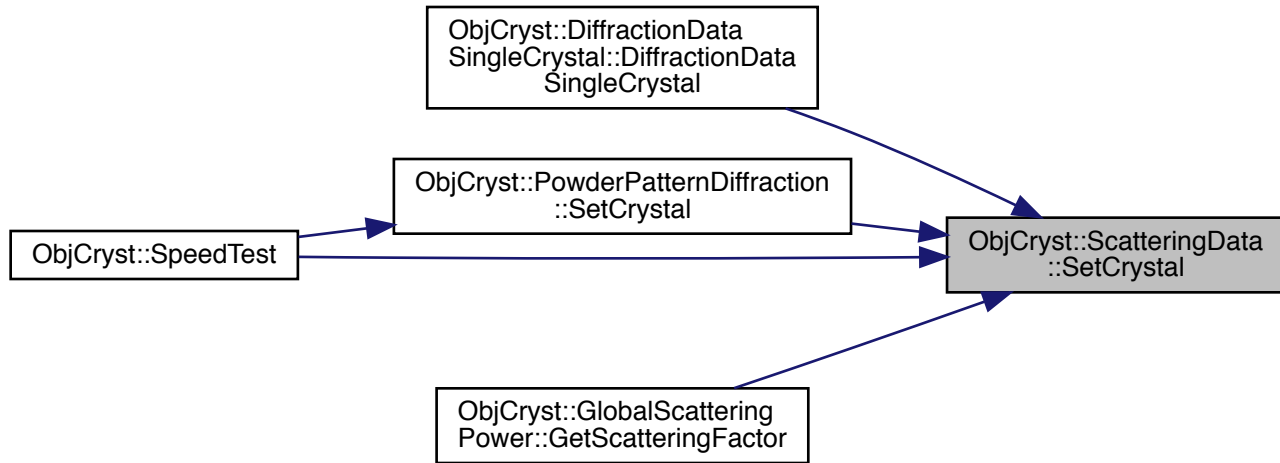 ObjCryst::DiffractionData
SingleCrystal::DiffractionData
SingleCrystal
ObjCryst::PowderPatternDiffraction
::SetCrystal
ObjCryst::SpeedTest
ObjCryst::ScatteringData
::SetCrystal
ObjCryst::GlobalScattering
Power::GetScatteringFactor